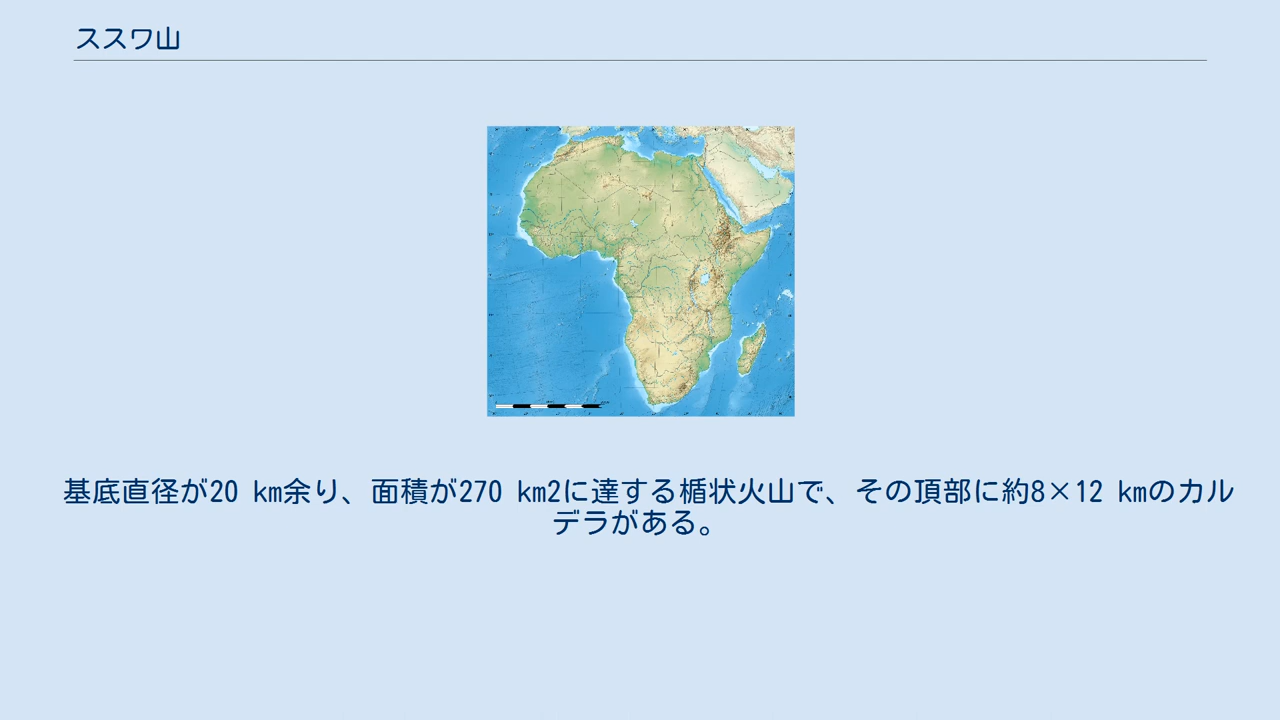 ススワ山
基底直径が20 km余り、面積が270 km2に達する楯状火山で、その頂部に約8×12 kmのカル
デラがある。